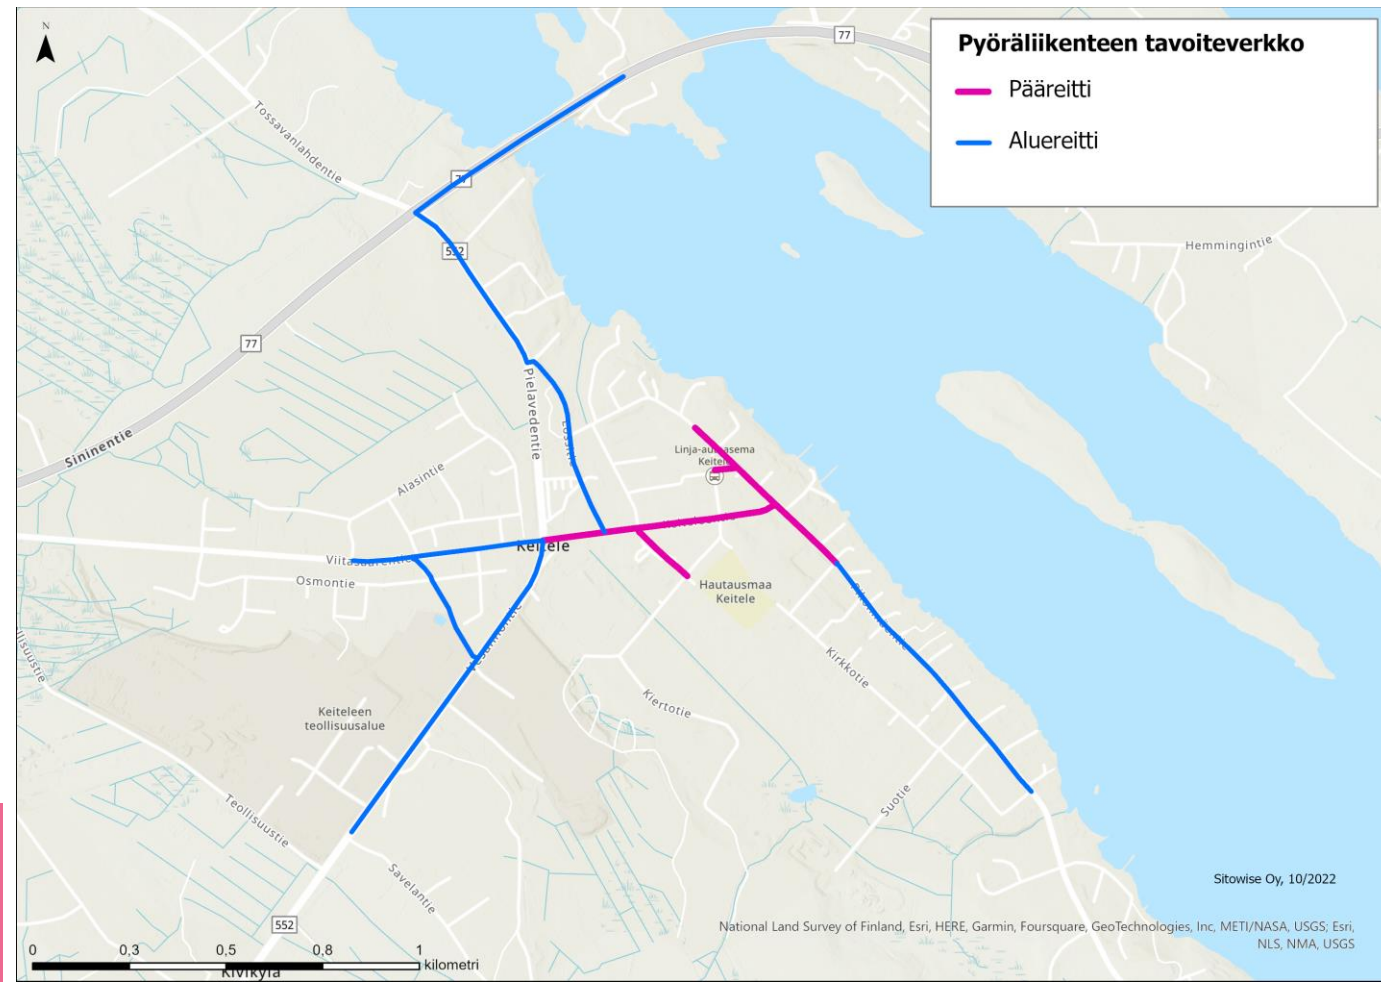 N
77
Pyöräliikenteen tavoiteverkko
Pääreitti
Aluereitti
Tossavanlahdentie
77
552
Hemmingintie
77
Pielavedentie
Sininentie
Lossitie
Linja-autoasema
Keitele
Alasintie
Keitele
Viitasaarentie
Osmontie
Hautausmaa
Keitele
Vesannontie
Kirkkotie
Kiertotie
Keiteleen
teollisuusalue
Teollisuustie
Suotie
Savelantie
Sitowise Oy, 10/2022
552
National Land Survey of Finland, Esri, HERE, Garmin, Foursquare, GeoTechnologies, Inc, METI/NASA, USGS; Esri,
NLS, NMA, USGS
0 0,3 0,5 0,8 1
kilometri
Kivikylä